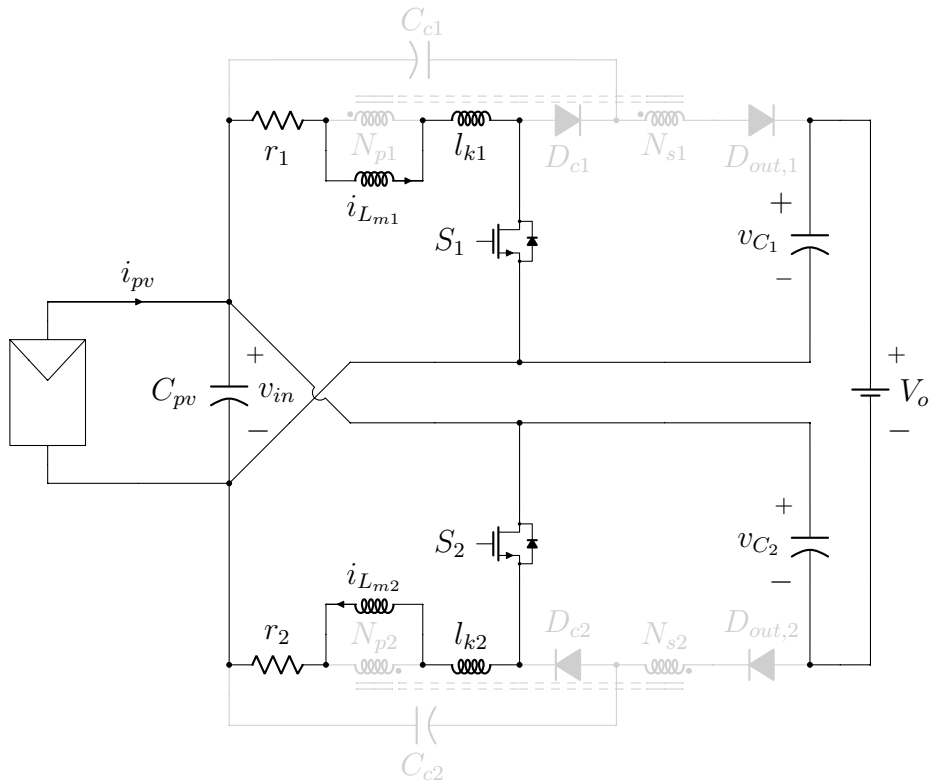 C_{c1}
r_1
N_{p1}
l_{k1}
D_{c1}
N_{s1}
D_{out,1}
i_{L_{m1}}
S_1
+
v_{C_1}
−
i_{pv}
C_{pv}
+
v_{in}
−
+
V_o
−
S_2
+
v_{C_2}
−
i_{L_{m2}}
r_2
N_{p2}
l_{k2}
D_{c2}
N_{s2}
D_{out,2}
C_{c2}